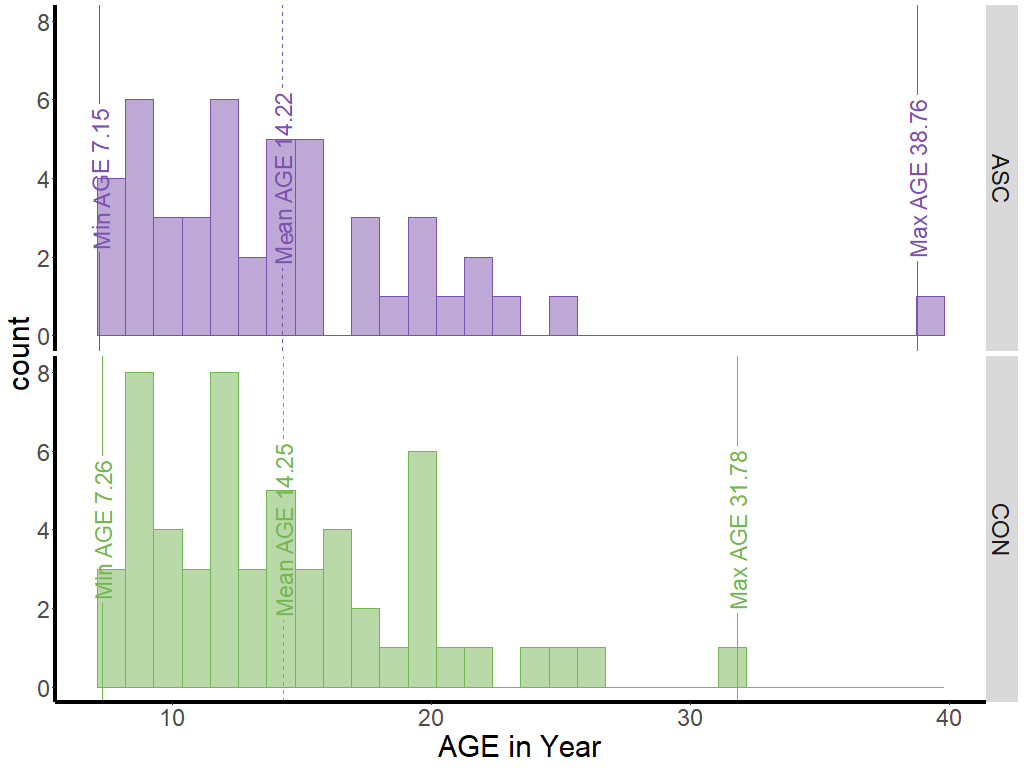 8
6
4
2
0
Min AGE 7.15
Mean AGE 14.22
Max AGE 38.76
ASC
count
8
6
4
2
0
Min AGE 7.26
Mean AGE 14.25
Max AGE 31.78
CON
10 20 30 40
AGE in Year